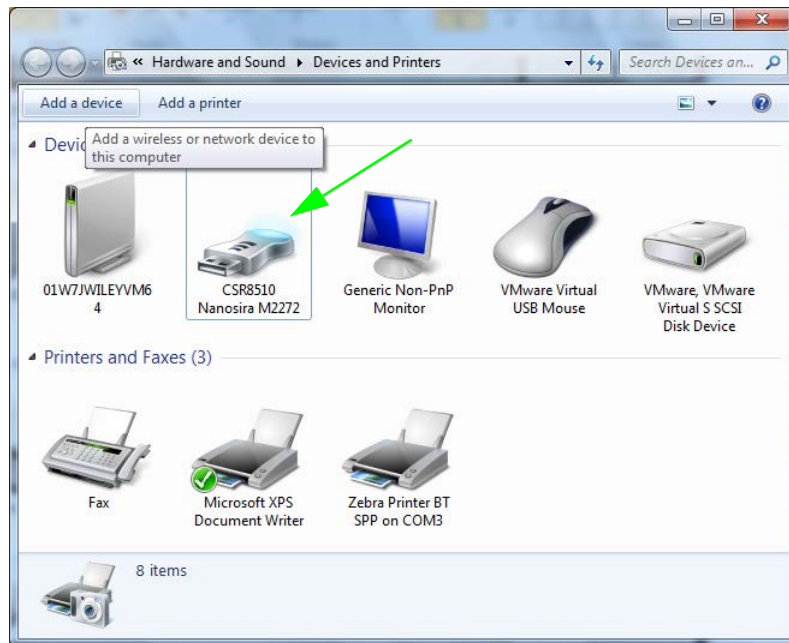 « Hardware and Sound ▸ Devices and Printers
Search Devices an...
Add a device Add a printer
Devic
Add a wireless or network device to
this computer
01W7JWILEYVM6
4
CSR8510
Nanosira M2272
Generic Non-PnP
Monitor
VMware Virtual
USB Mouse
VMware, VMware
Virtual S SCSI
Disk Device
Printers and Faxes (3)
Fax
Microsoft XPS
Document Writer
Zebra Printer BT
SPP on COM3
8 items